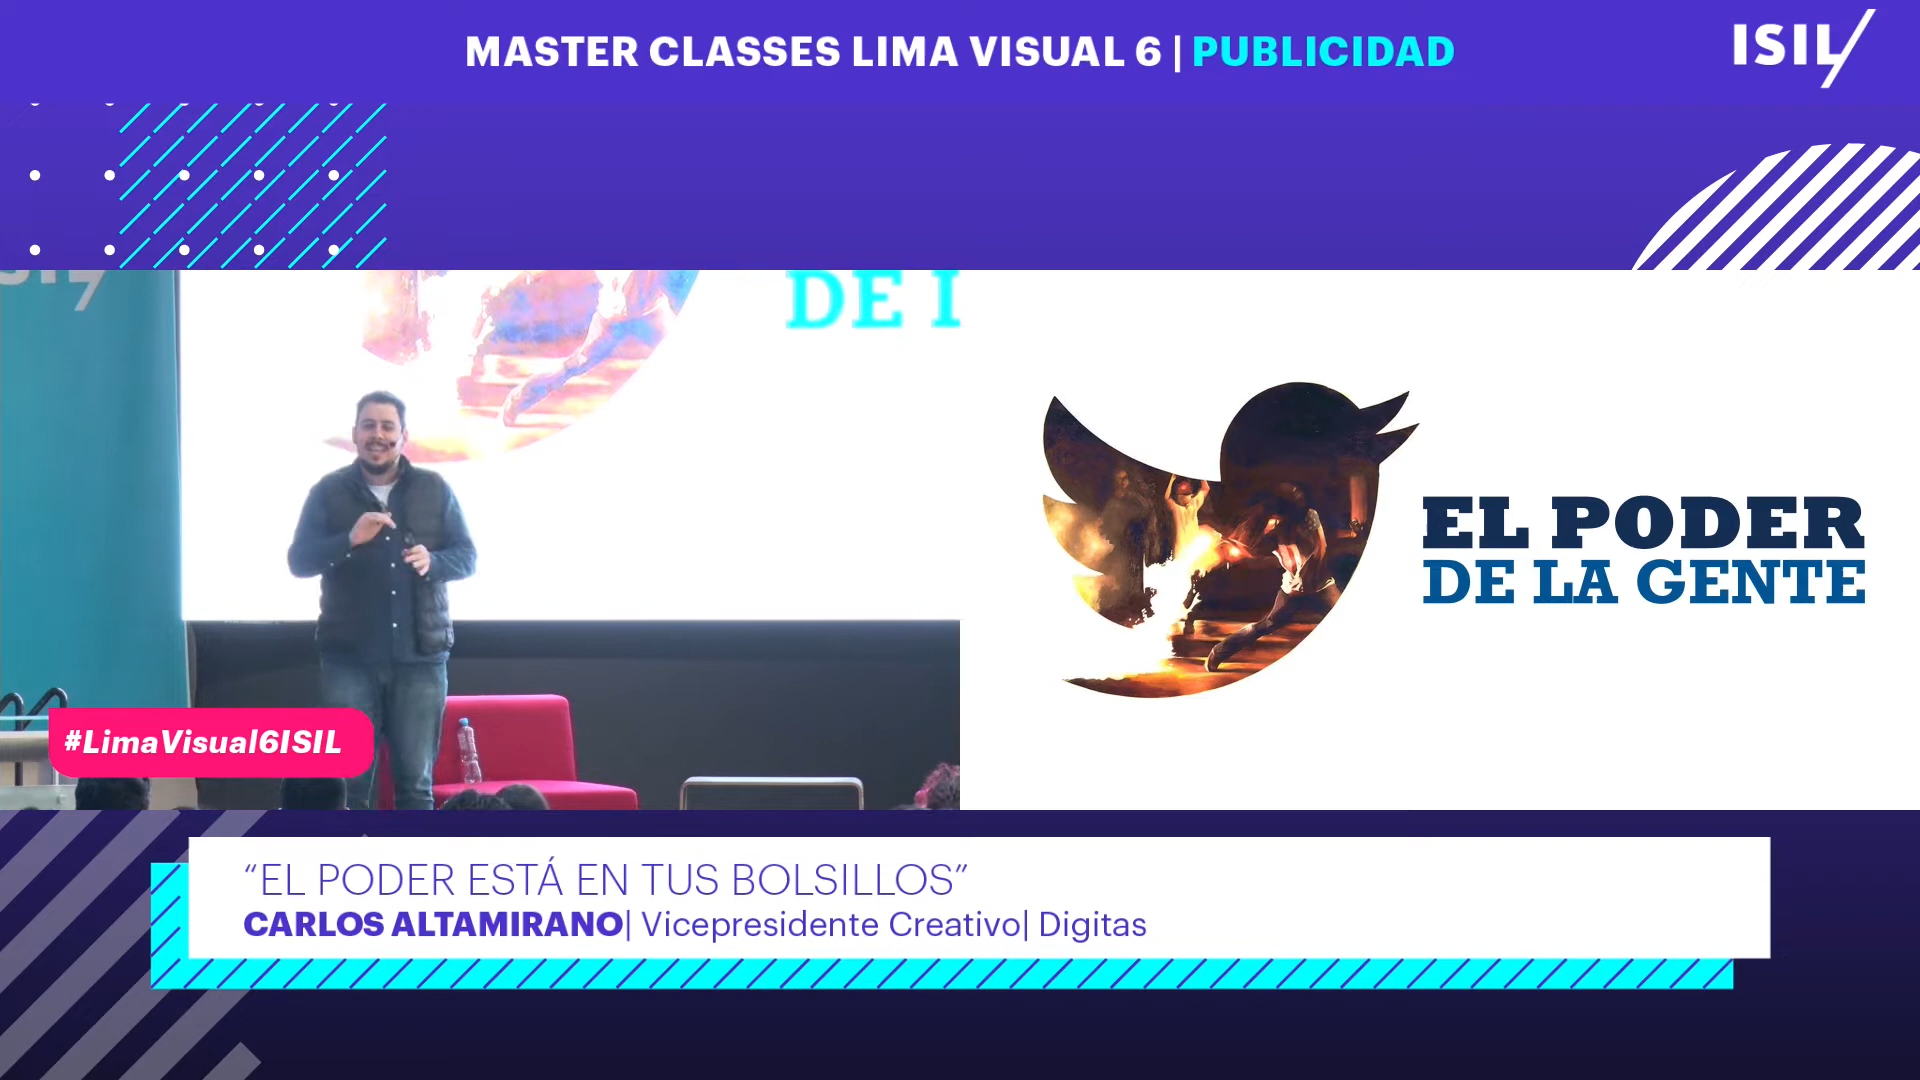 MASTER CLASSES LIMA VISUAL 6 | PUBLICIDAD
ISIL
DE
EL PODER
DE LA GENTE
#LimaVisual6ISIL
“EL PODER ESTÁ EN TUS BOLSILLOS”
CARLOS ALTAMIRANO| Vicepresidente Creativo| Digitas